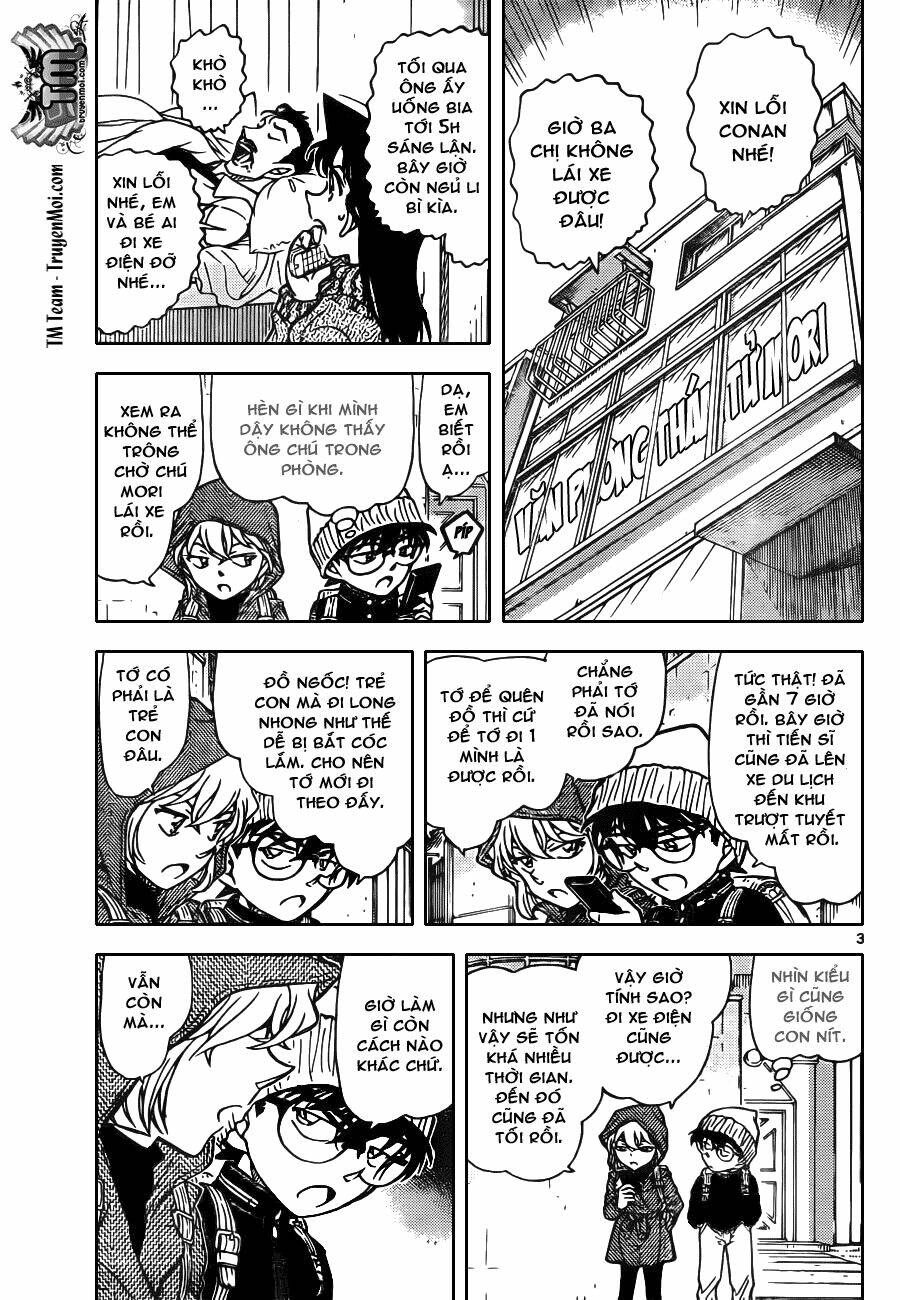 XIN LỖI
CONAN
NHÉ!
GIỜ BA
CHỊ KHÔNG
LÁI XE
ĐƯỢC
ĐÂU!
VĂN PHÒNG THÁM TỬ MORI
TỐI QUA
ÔNG ẤY
UỐNG BIA
TỚI 5H
SÁNG LẬN.
BÂY GIỜ
CÒN NGỦ LI
BÌ KÌA.
KHÒ
KHÒ
...
XIN LỖI
NHÉ, EM
VÀ BÉ AI
ĐI XE
ĐIỆN ĐỠ
NHÉ...
DẠ,
EM
BIẾT
RỒI
Ạ...
PÍP
HÈN GÌ KHI MÌNH
DẬY KHÔNG THẤY
ÔNG CHÚ TRONG
PHÒNG.
XEM RA
KHÔNG THỂ
TRÔNG
CHỜ CHÚ
MORI
LÁI XE
RỒI.
TỨC THẬT! ĐÃ
GẦN 7 GIỜ
RỒI. BÂY GIỜ
THÌ TIẾN SĨ
CŨNG ĐÃ LÊN
XE DU LỊCH
ĐẾN KHU
TRƯỢT TUYẾT
MẤT RỒI.
CHẲNG
PHẢI TỚ
ĐÃ NÓI
RỒI SAO.
TỚ ĐỂ QUÊN
ĐỒ THÌ CỨ
ĐỂ TỚ ĐI 1
MÌNH LÀ
ĐƯỢC RỒI.
ĐỒ NGỐC! TRẺ
CON MÀ ĐI LONG
NHONG NHƯ THẾ
DỄ BỊ BẮT CÓC
LẮM. CHO NÊN
TỚ MỚI ĐI
THEO ĐẤY.
TỚ CÓ
PHẢI LÀ
TRẺ
CON
ĐÂU.
3
NHÌN KIỂU
GÌ CŨNG
GIỐNG
CON NÍT.
VẬY GIỜ
TÍNH SAO?
ĐI XE ĐIỆN
CŨNG
ĐƯỢC...
NHƯNG NHƯ
VẬY SẼ TỐN
KHÁ NHIỀU
THỜI GIAN.
ĐẾN ĐÓ
CŨNG ĐÃ
TỐI RỒI.
GIỜ LÀM
GÌ CÒN
CÁCH NÀO
KHÁC CHỨ.
VẪN
CÒN
MÀ...
TM
truyenmoi.com
TM Team - TruyenMoi.com